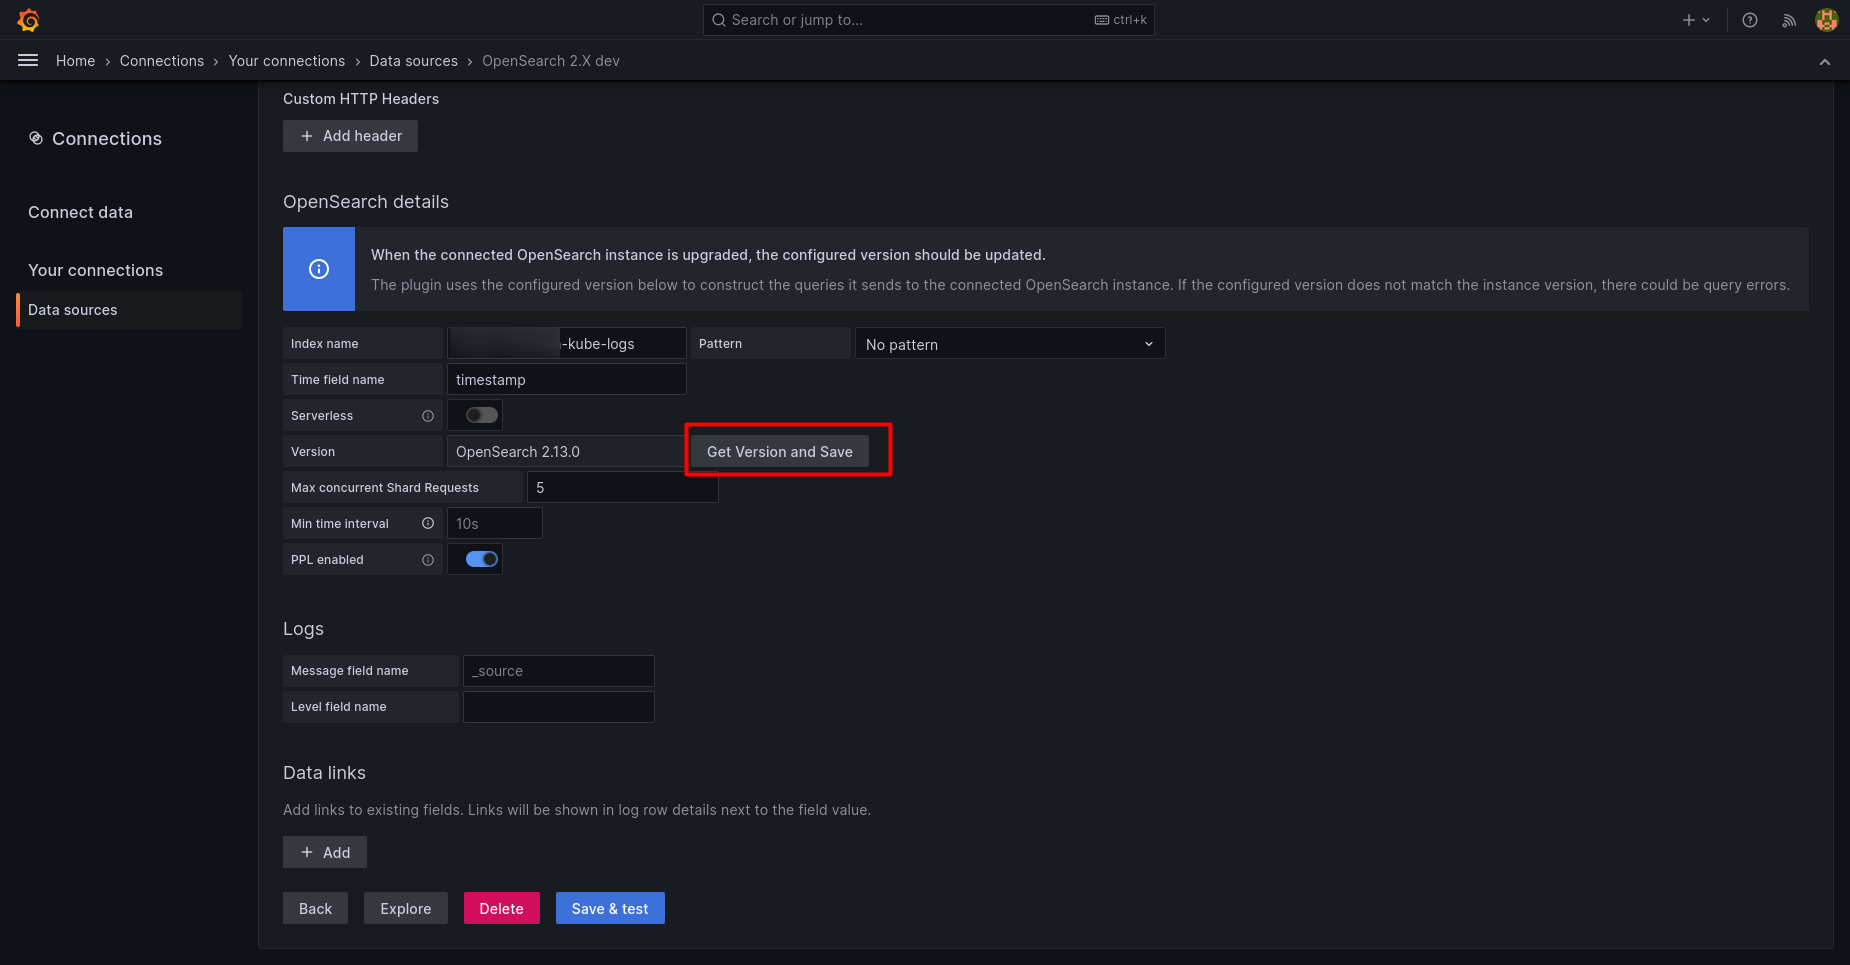 Search or jump to...
ctrl+k
Home › Connections › Your connections › Data sources › OpenSearch 2.X dev
Connections
Connect data
Your connections
Data sources
Custom HTTP Headers
+ Add header
OpenSearch details
When the connected OpenSearch instance is upgraded, the configured version should be updated.
The plugin uses the configured version below to construct the queries it sends to the connected OpenSearch instance. If the configured version does not match the instance version, there could be query errors.
Index name -kube-logs Pattern No pattern
Time field name timestamp
Serverless
Version OpenSearch 2.13.0 Get Version and Save
Max concurrent Shard Requests 5
Min time interval 10s
PPL enabled
Logs
Message field name _source
Level field name
Data links
Add links to existing fields. Links will be shown in log row details next to the field value.
+ Add
Back Explore Delete Save & test